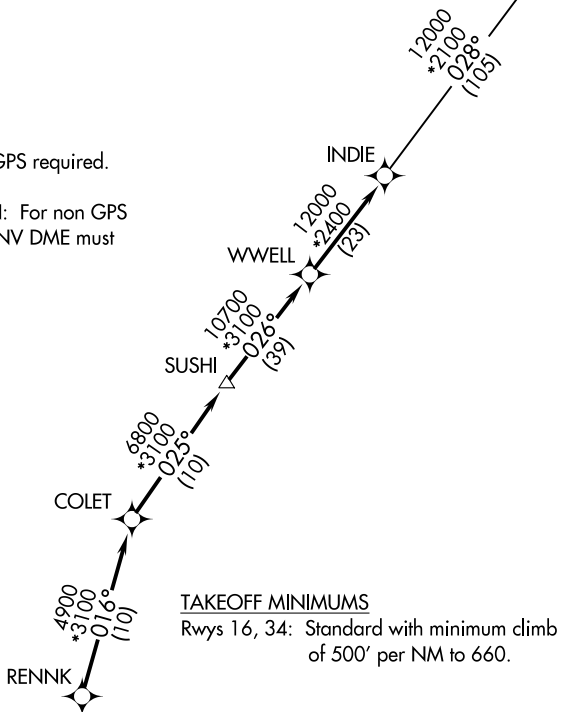 12000
*2100
028°
(105)
GPS required.
INDIE
: For non GPS
NV DME must
12000
*2400
(23)
WWELL
10700
*3100
026°
(39)
SUSHI
6800
*3100
025°
(10)
COLET
4900
*3100
016°
(10)
TAKEOFF MINIMUMS
Rwys 16, 34: Standard with minimum climb
of 500' per NM to 660.
RENNK